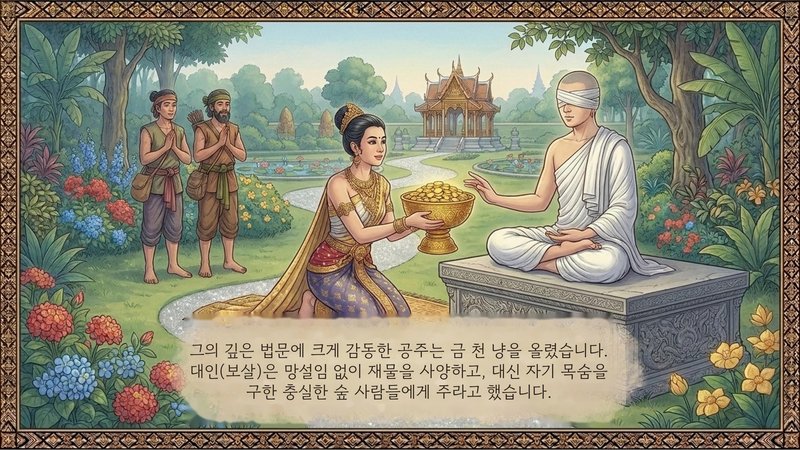 그의 깊은 법문에 크게 감동한 공주는 금 천 냥을 올렸습니다.
대인(보살)은 망설임 없이 재물을 사양하고, 대신 자기 목숨을
구한 충실한 숲 사람들에게 주라고 했습니다.